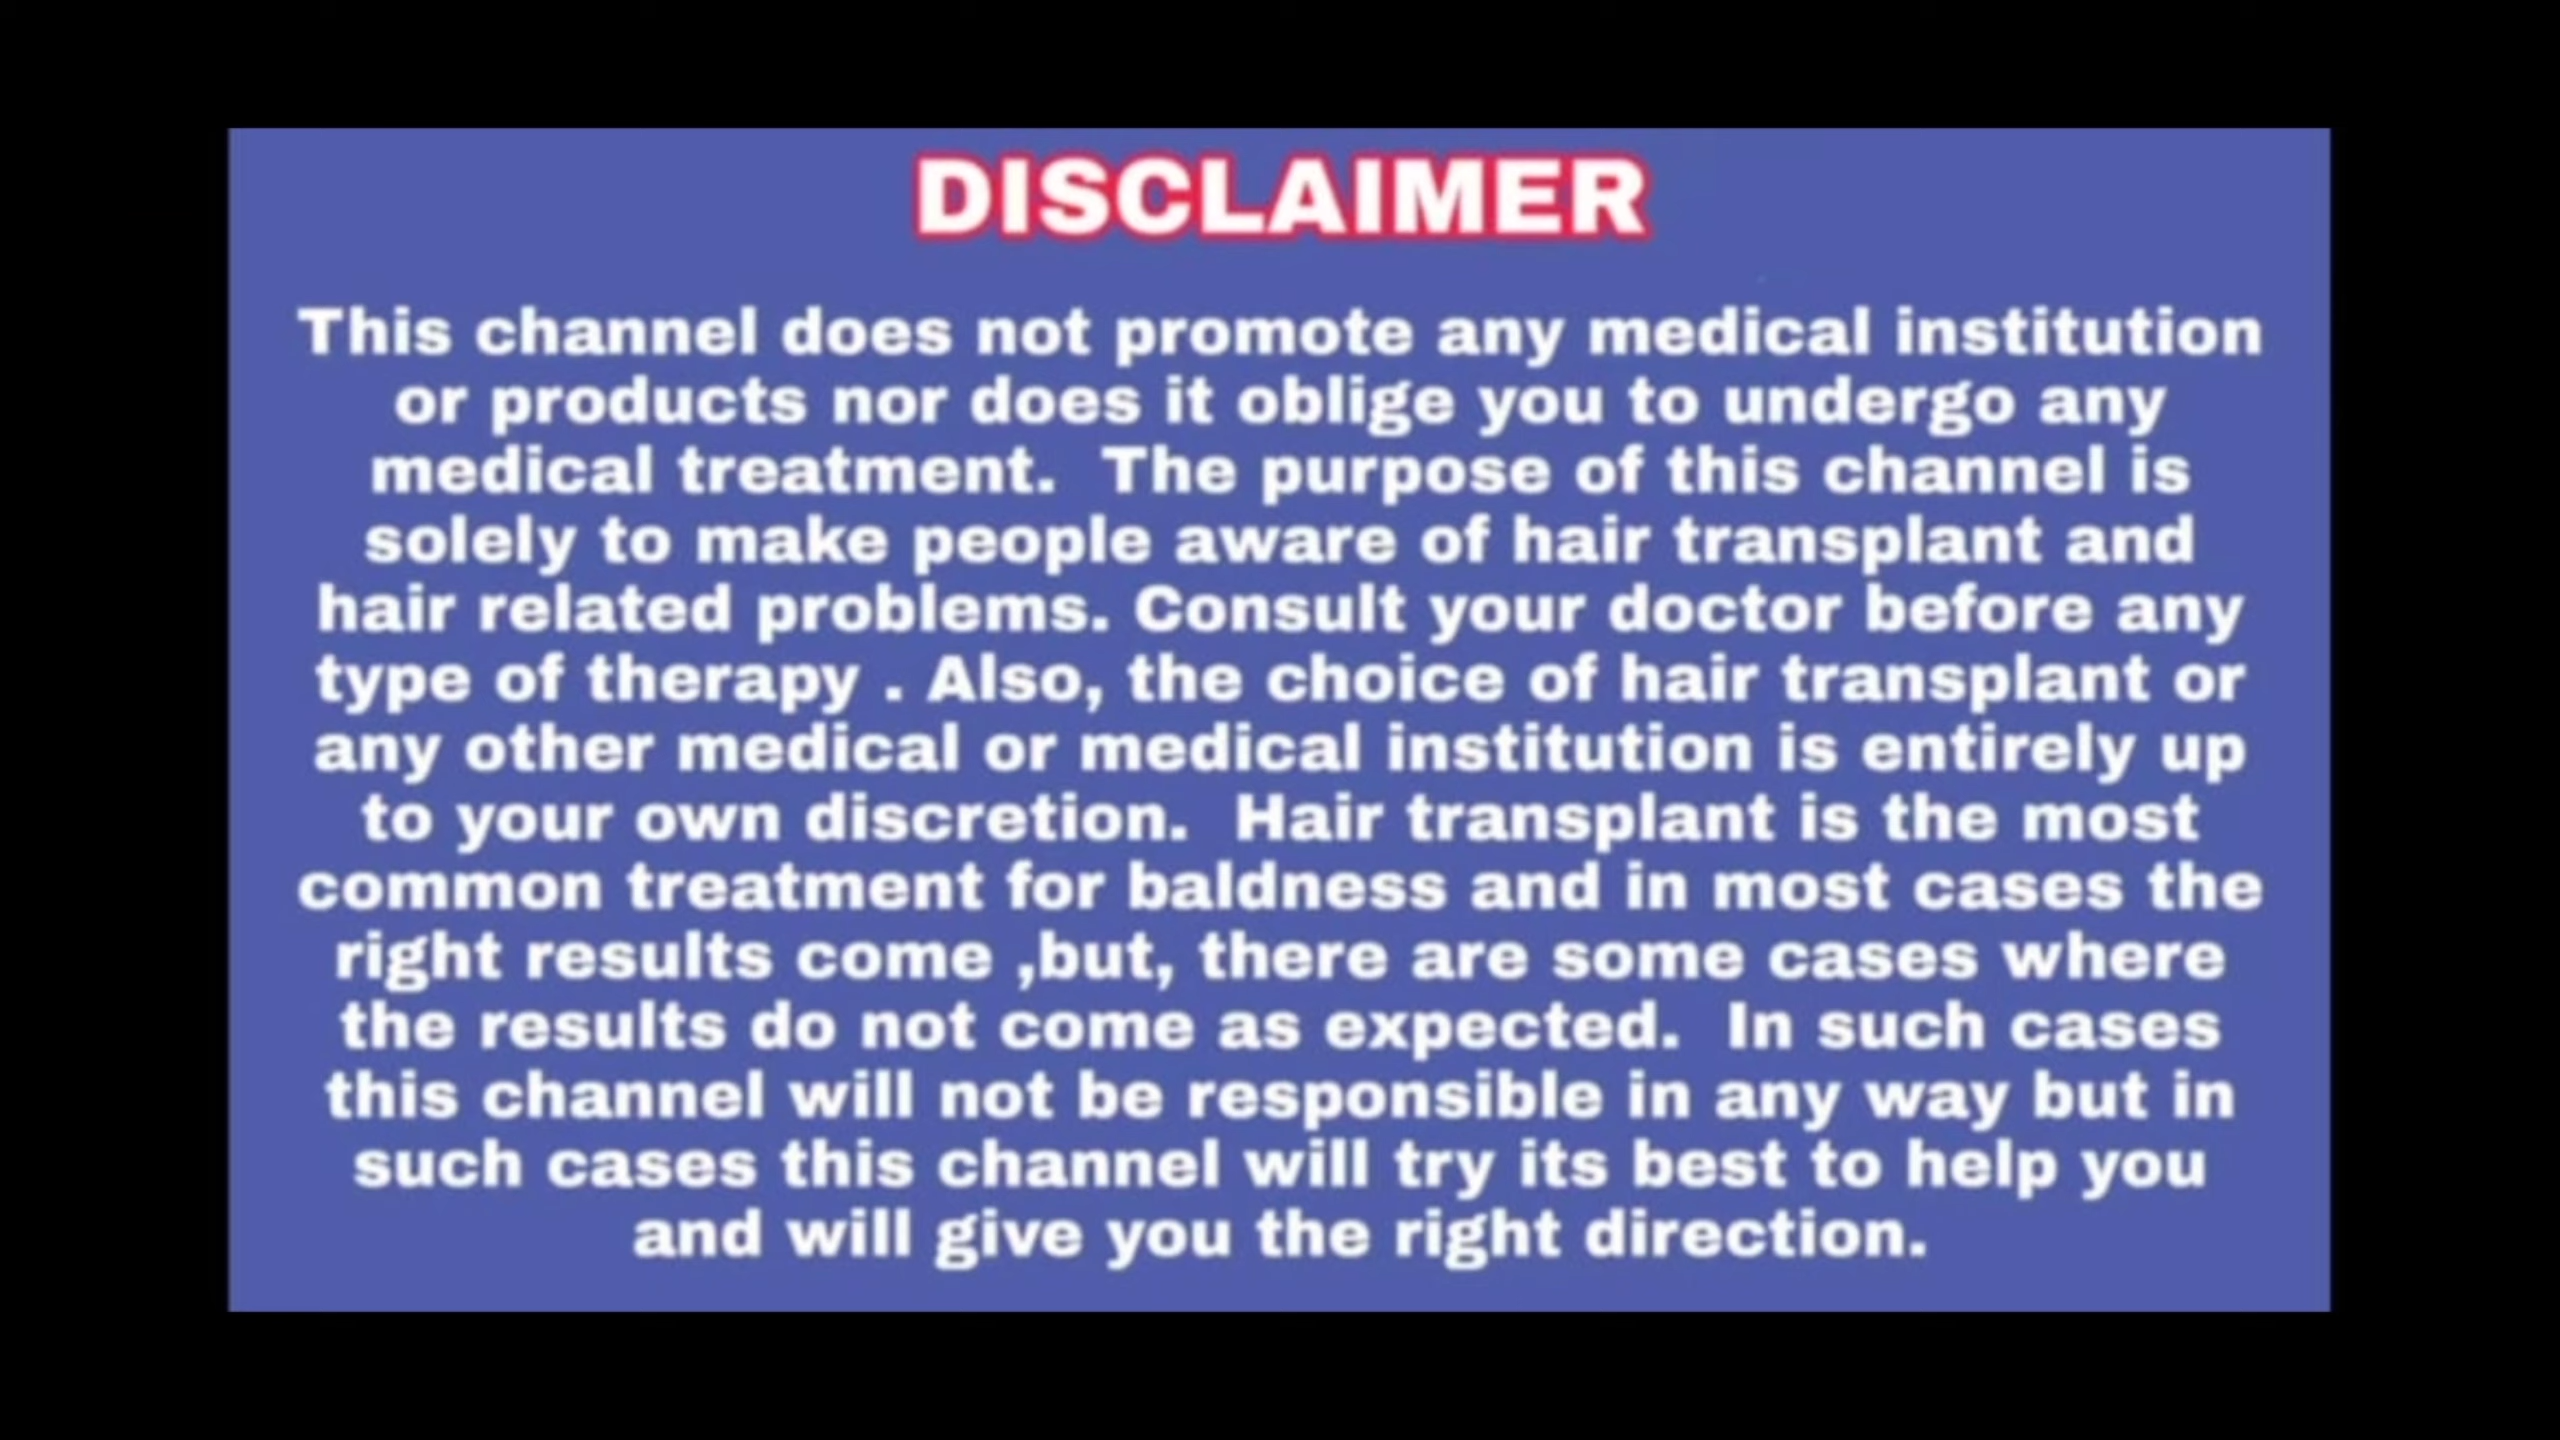 DISCLAIMER
This channel does not promote any medical institution
or products nor does it oblige you to undergo any
medical treatment.  The purpose of this channel is
solely to make people aware of hair transplant and
hair related problems. Consult your doctor before any
type of therapy . Also, the choice of hair transplant or
any other medical or medical institution is entirely up
to your own discretion.  Hair transplant is the most
common treatment for baldness and in most cases the
right results come ,but, there are some cases where
the results do not come as expected.  In such cases
this channel will not be responsible in any way but in
such cases this channel will try its best to help you
and will give you the right direction.